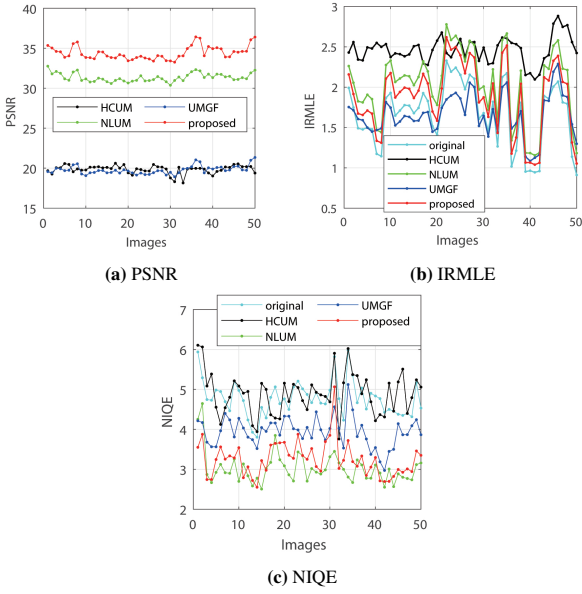 40
35
30
25
20
15
PSNR
HCUM
UMGF
NLUM
proposed
0
10
20
30
40
50
Images
(a) PSNR
3
2.5
2
1.5
1
0.5
IRMLE
original
HCUM
NLUM
UMGF
proposed
0
10
20
30
40
50
Images
(b) IRMLE
7
6
5
4
3
2
NIQE
original
UMGF
HCUM
proposed
NLUM
0
10
20
30
40
50
Images
(c) NIQE